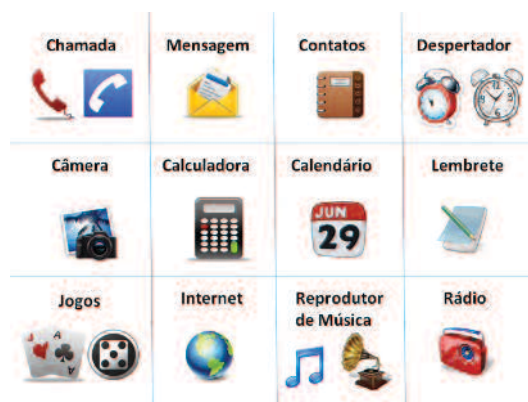 Chamada
Mensagem
Contatos
Despertador
Câmera
Calculadora
Calendário
Lembrete
JUN
29
Jogos
Internet
Reprodutor
de Música
Rádio
J
A
A